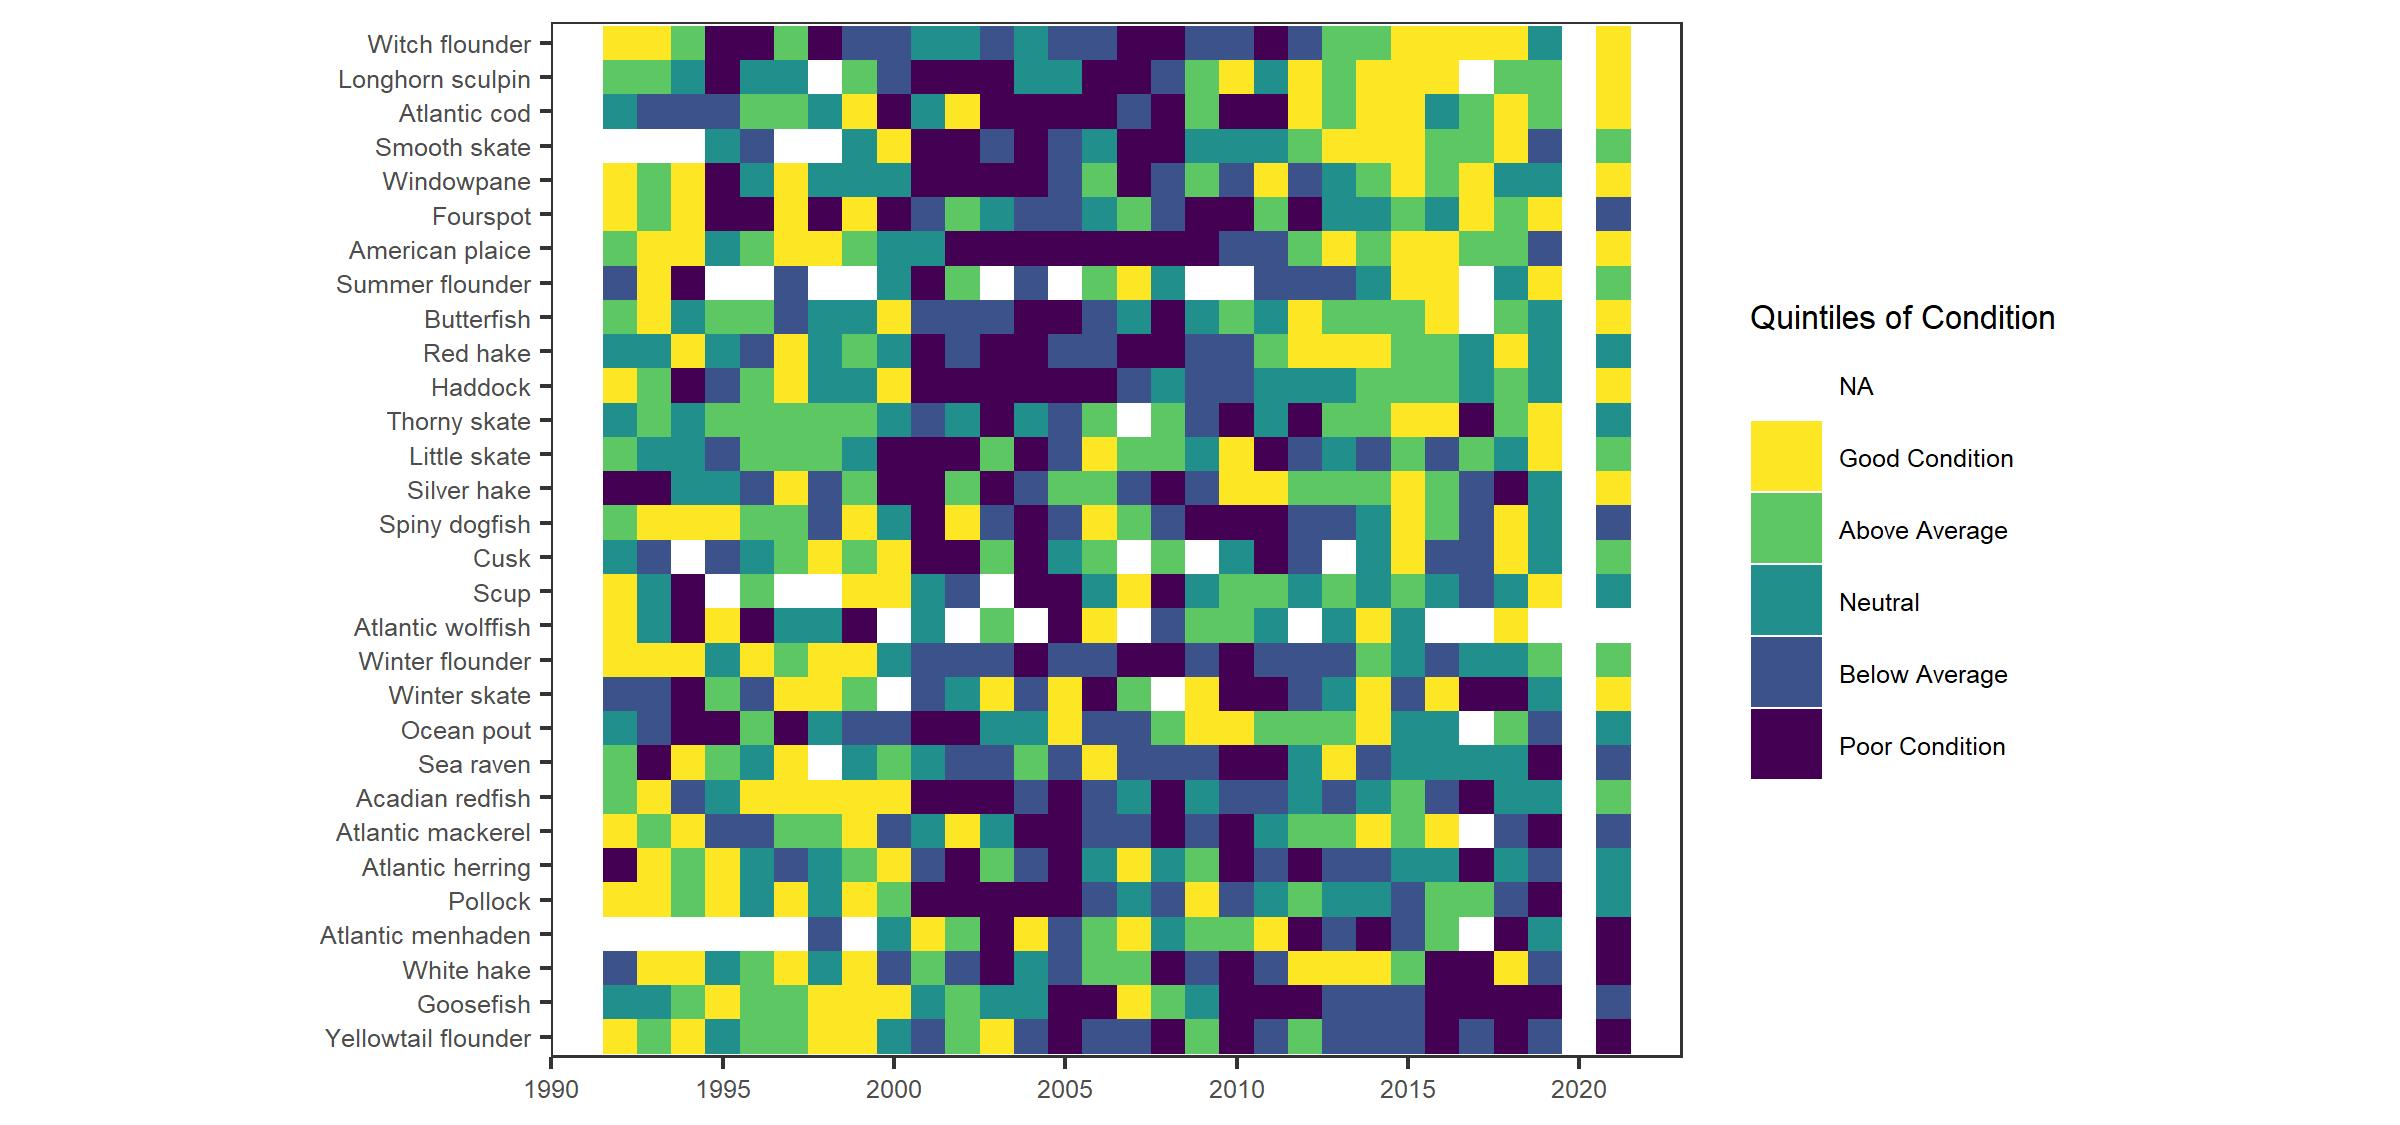 Witch flounder
Longhorn sculpin
Atlantic cod
Smooth skate
Windowpane
Fourspot
American plaice
Summer flounder
Butterfish
Red hake
Haddock
Thorny skate
Little skate
Silver hake
Spiny dogfish
Cusk
Scup
Atlantic wolffish
Winter flounder
Winter skate
Ocean pout
Sea raven
Acadian redfish
Atlantic mackerel
Atlantic herring
Pollock
Atlantic menhaden
White hake
Goosefish
Yellowtail flounder
1990 1995 2000 2005 2010 2015 2020
Quintiles of Condition
NA
Good Condition
Above Average
Neutral
Below Average
Poor Condition